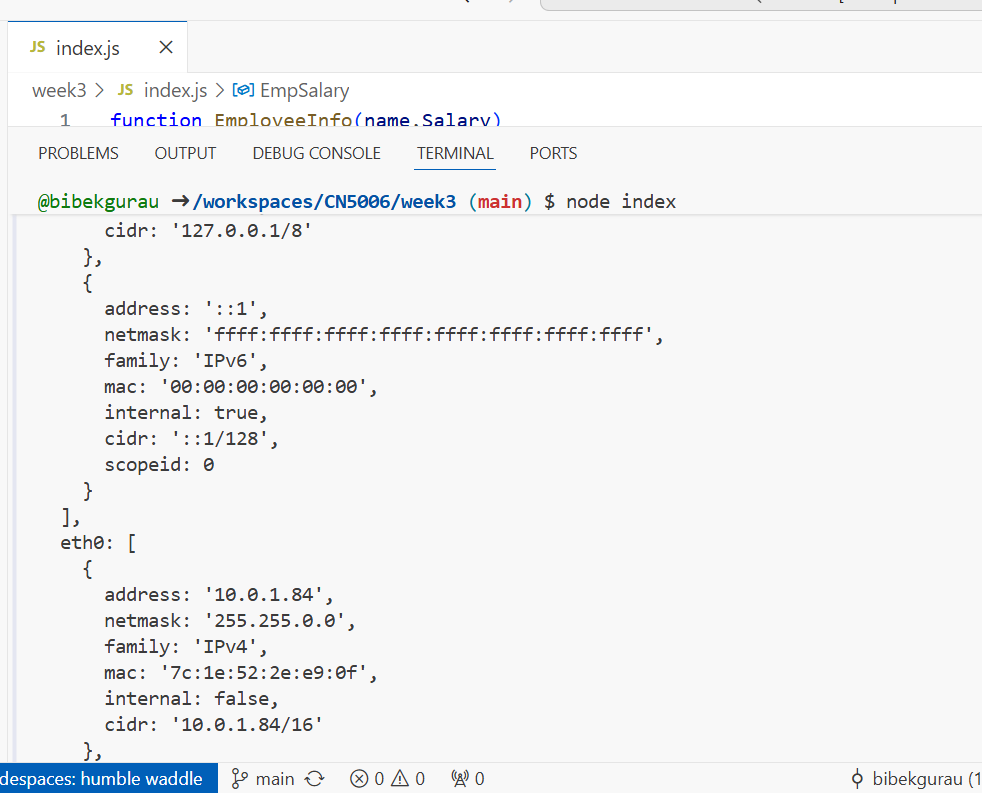 JS index.js
week3 > JS index.js > EmpSalary
1 function EmployeeInfo(name,Salary)
PROBLEMS OUTPUT DEBUG CONSOLE TERMINAL PORTS
@bibekgurau ➜/workspaces/CN5006/week3 (main) $ node index
cidr: '127.0.0.1/8'
},
{
address: '::1',
netmask: 'ffff:ffff:ffff:ffff:ffff:ffff:ffff:ffff',
family: 'IPv6',
mac: '00:00:00:00:00:00',
internal: true,
cidr: '::1/128',
scopeid: 0
}
],
eth0: [
{
address: '10.0.1.84',
netmask: '255.255.0.0',
family: 'IPv4',
mac: '7c:1e:52:2e:e9:0f',
internal: false,
cidr: '10.0.1.84/16'
},
despaces: humble waddle main 0 0 0 bibekgurau (1